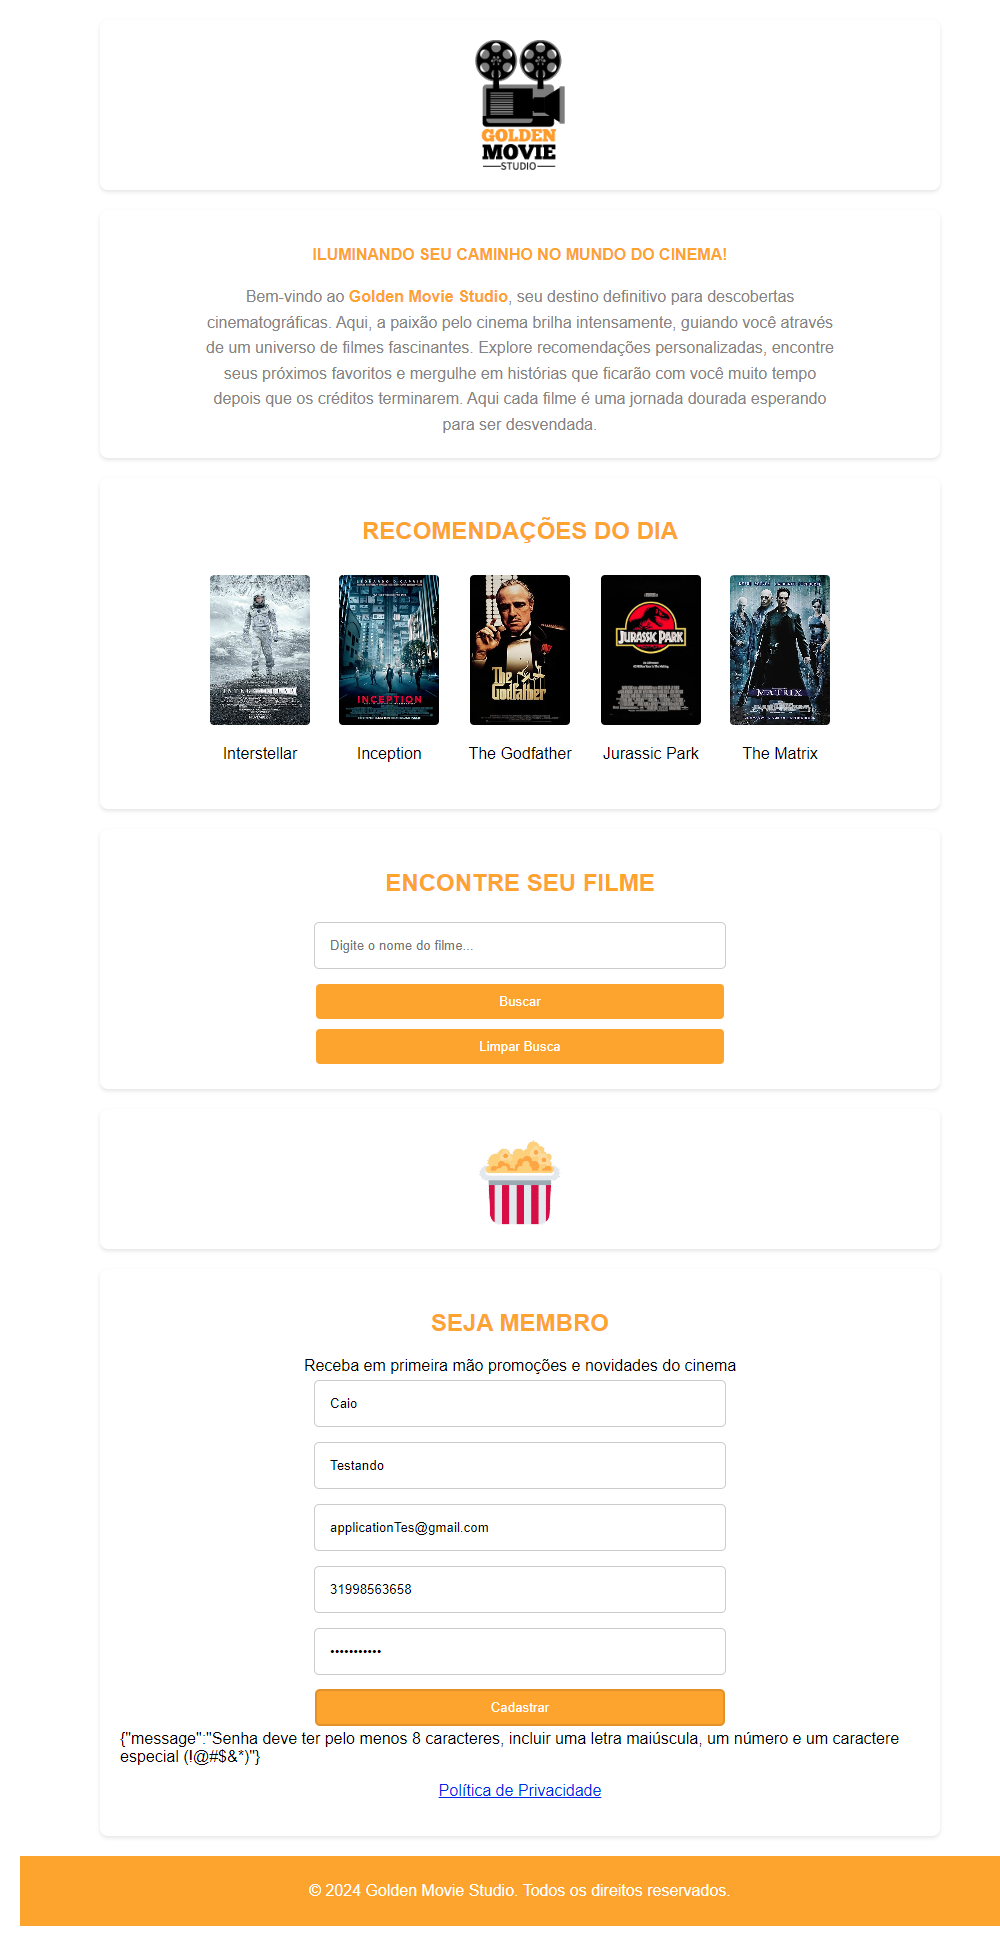 GOLDEN
MOVIE
STUDIO
ILUMINANDO SEU CAMINHO NO MUNDO DO CINEMA!
Bem-vindo ao Golden Movie Studio, seu destino definitivo para descobertas
cinematográficas. Aqui, a paixão pelo cinema brilha intensamente, guiando você através
de um universo de filmes fascinantes. Explore recomendações personalizadas, encontre
seus próximos favoritos e mergulhe em histórias que ficarão com você muito tempo
depois que os créditos terminarem. Aqui cada filme é uma jornada dourada esperando
para ser desvendada.
RECOMENDAÇÕES DO DIA
INTERSTELLAR
INCEPTION
The
Godfather
JURASSIC PARK
MATRIX
Interstellar
Inception
The Godfather
Jurassic Park
The Matrix
ENCONTRE SEU FILME
Digite o nome do filme...
Buscar
Limpar Busca
SEJA MEMBRO
Receba em primeira mão promoções e novidades do cinema
Caio
Testando
applicationTes@gmail.com
31998563658
•••••••••••
Cadastrar
{"message":"Senha deve ter pelo menos 8 caracteres, incluir uma letra maiúscula, um número e um caractere
especial (!@#$&*)"}
Política de Privacidade
© 2024 Golden Movie Studio. Todos os direitos reservados.